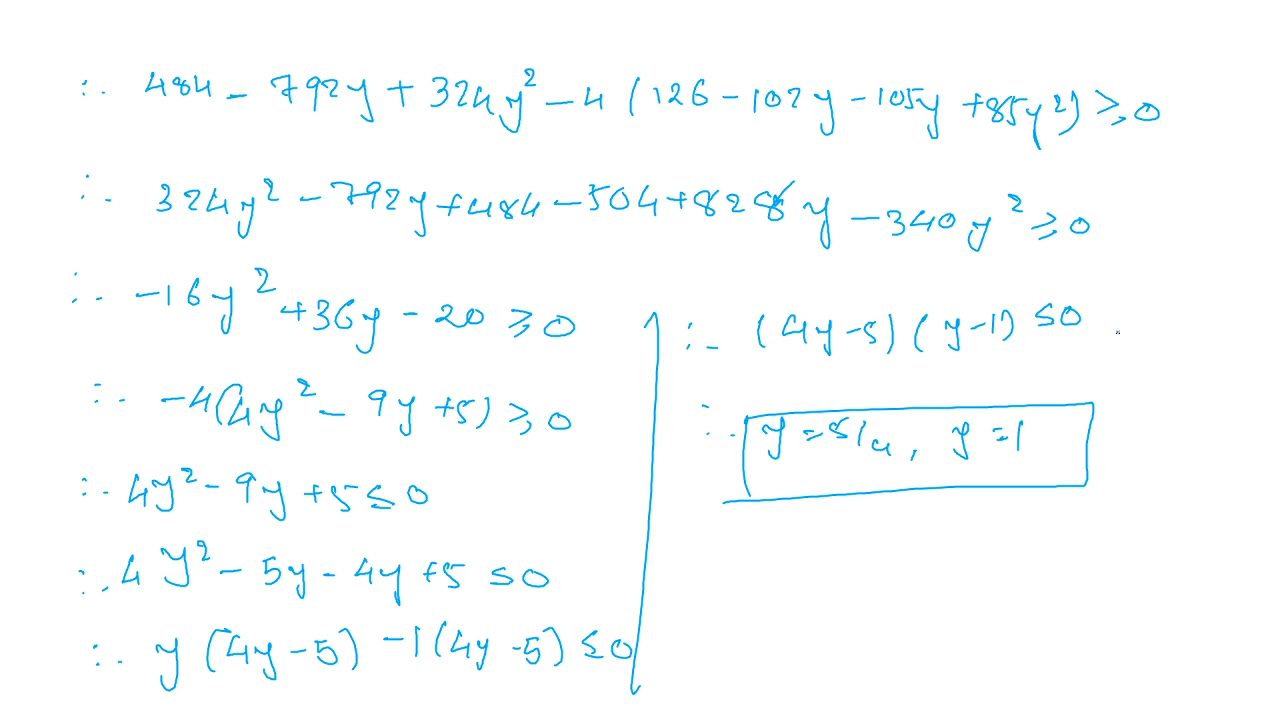 ∴ 484 - 792y + 324y² - 4 (126 - 102y - 105y + 85y²) ≥ 0
∴ 324y² - 792y + 484 - 504 + 828y - 340y² ≥ 0
∴ -16y² + 36y - 20 ≥ 0
∴ -4(4y² - 9y + 5) ≥ 0
∴ 4y² - 9y + 5 ≤ 0
∴ 4y² - 5y - 4y + 5 ≤ 0
∴ y (4y - 5) - 1(4y - 5) ≤ 0
∴ (4y - 5) (y - 1) ≤ 0
∴ y = 5/4, y = 1